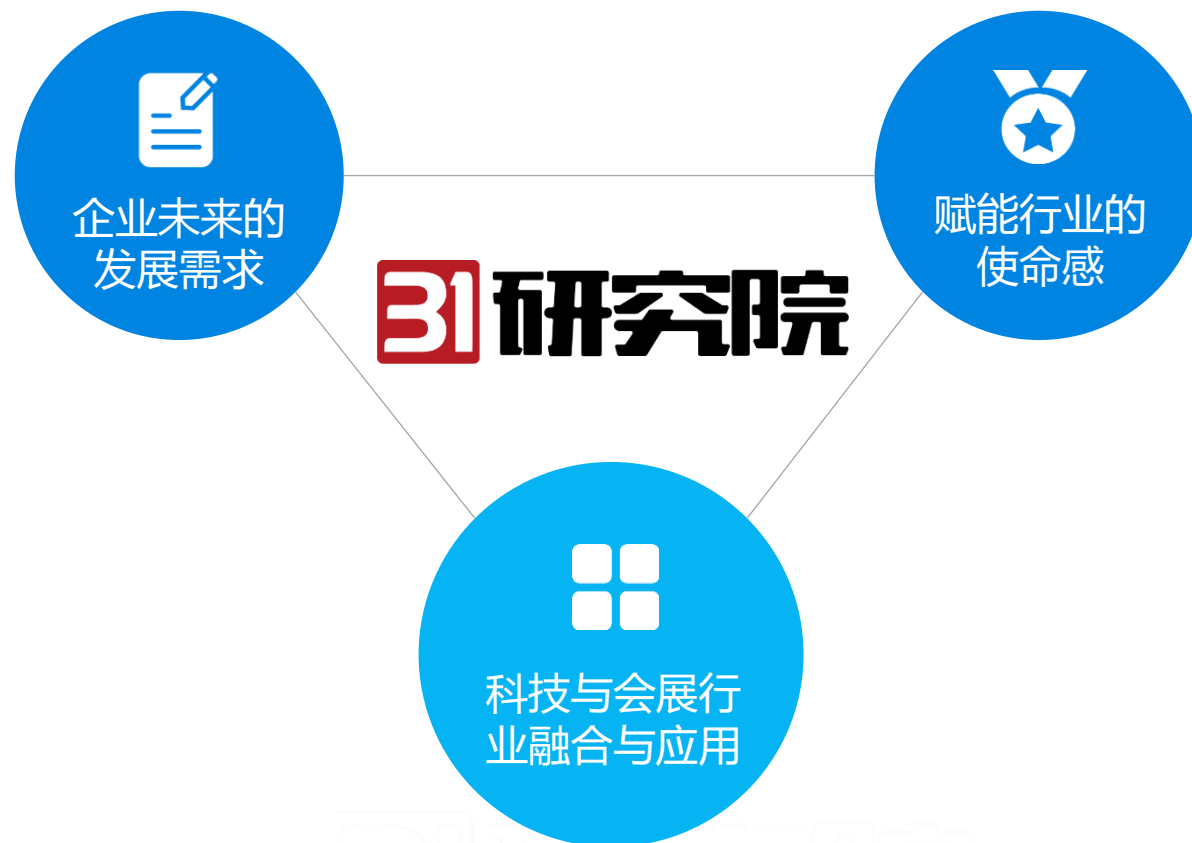 企业未来的
发展需求
赋能行业的
使命感
31研究院
科技与会展行
业融合与应用